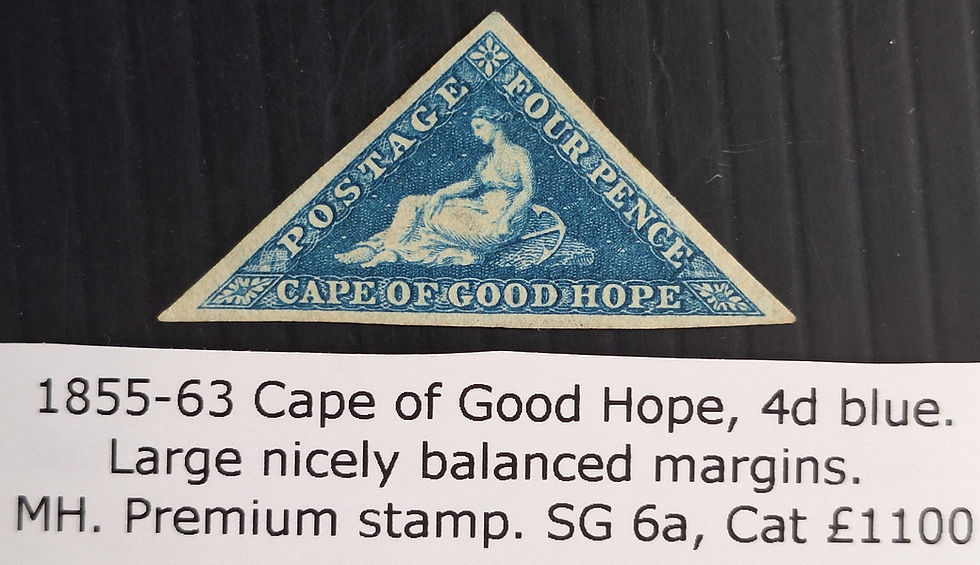 POSTAGE
FOUR PENCE
CAPE OF GOOD HOPE
1855-63 Cape of Good Hope, 4d blue.
Large nicely balanced margins.
MH. Premium stamp. SG 6a, Cat £1100